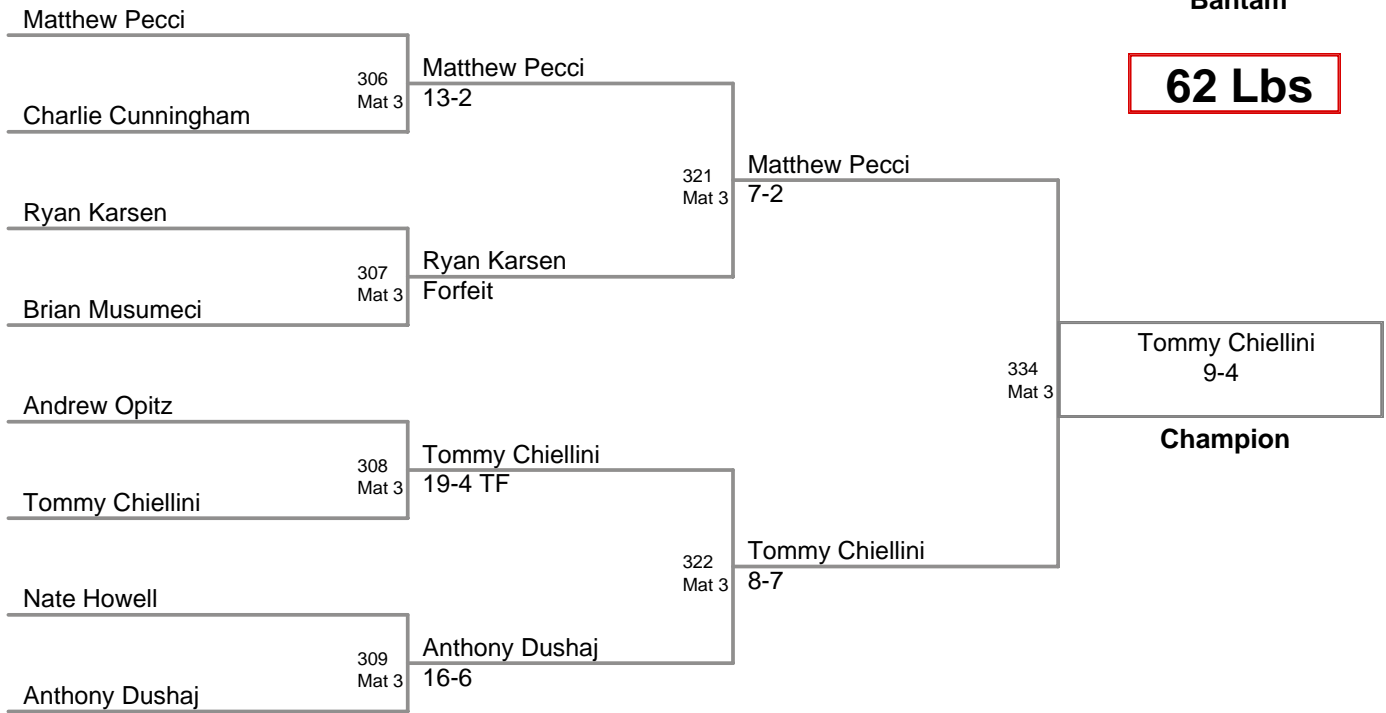 Bantam
62 Lbs
Matthew Pecci
306
Mat 3
Matthew Pecci
13-2
Charlie Cunningham
321
Mat 3
Matthew Pecci
7-2
Ryan Karsen
307
Mat 3
Ryan Karsen
Forfeit
Brian Musumeci
334
Mat 3
Tommy Chiellini
9-4
Champion
Andrew Opitz
308
Mat 3
Tommy Chiellini
19-4 TF
Tommy Chiellini
322
Mat 3
Tommy Chiellini
8-7
Nate Howell
309
Mat 3
Anthony Dushaj
16-6
Anthony Dushaj